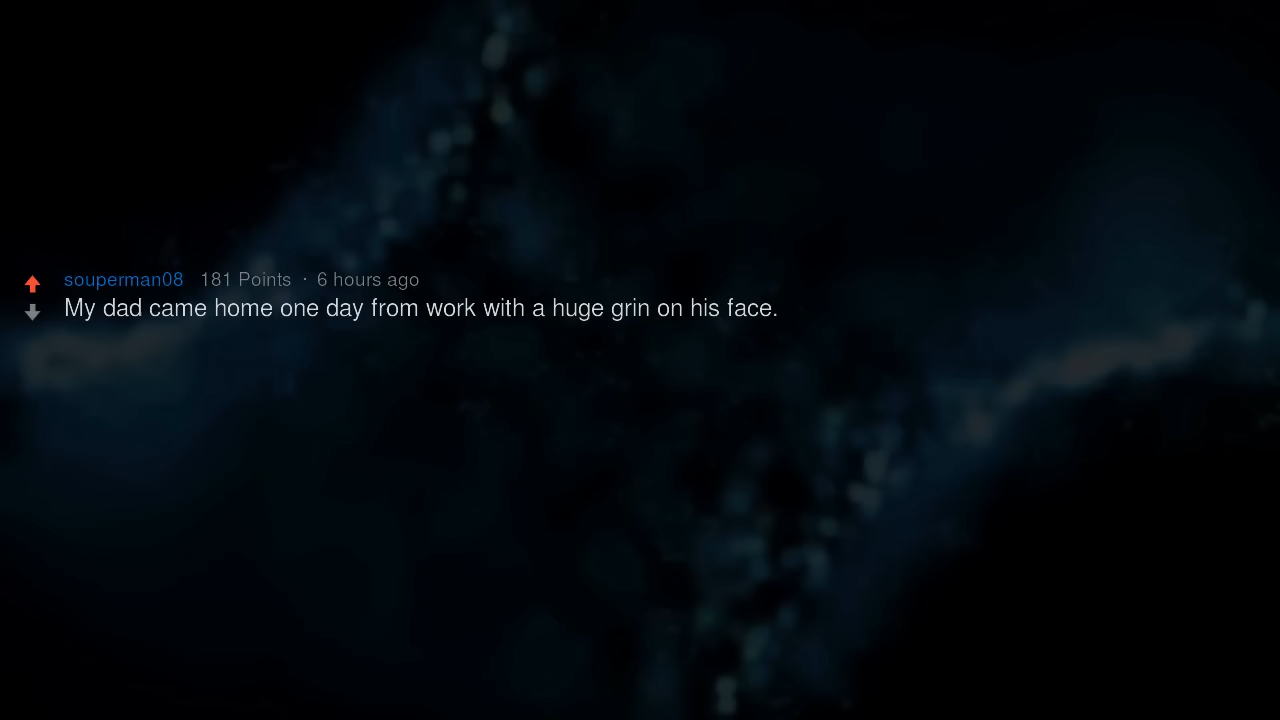 souperman08 181 Points · 6 hours ago
My dad came home one day from work with a huge grin on his face.